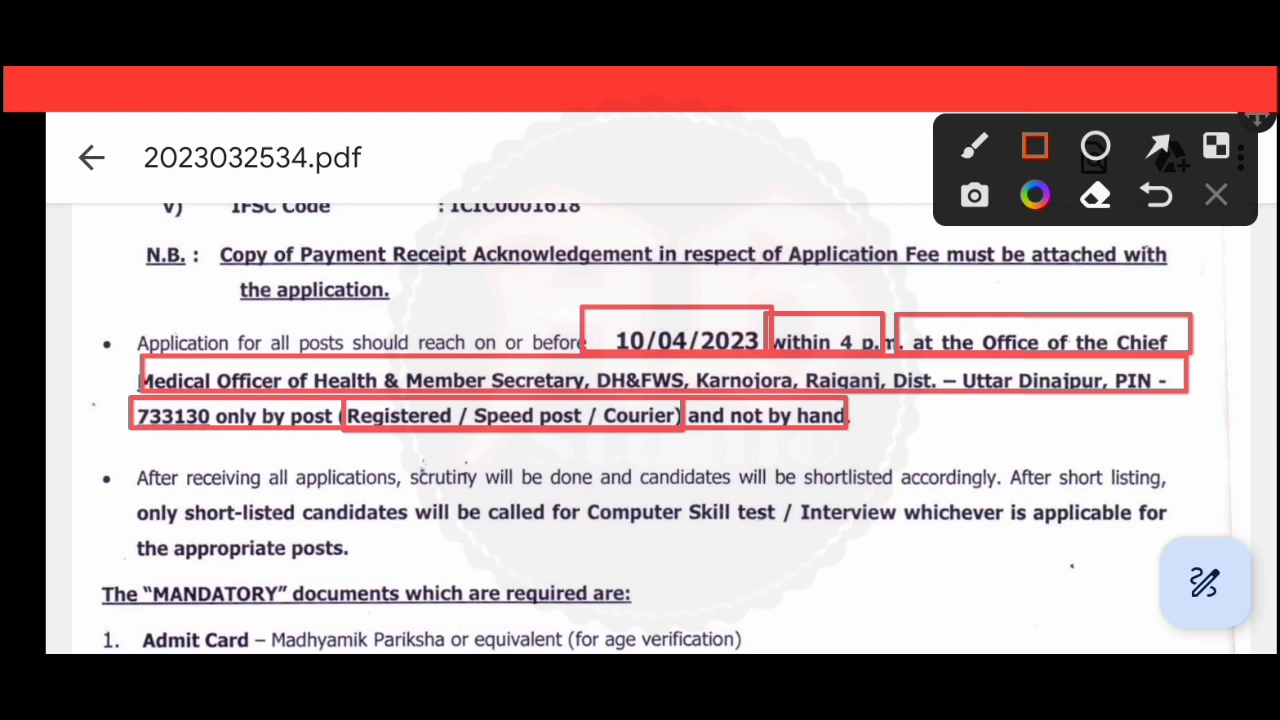 2023032534.pdf
V) IFSC Code : ICIC0001618
N.B. : Copy of Payment Receipt Acknowledgement in respect of Application Fee must be attached with
the application.
• Application for all posts should reach on or before 10/04/2023 within 4 p.m. at the Office of the Chief
Medical Officer of Health & Member Secretary, DH&FWS, Karnojora, Raiganj, Dist. – Uttar Dinajpur, PIN -
733130 only by post (Registered / Speed post / Courier) and not by hand.
• After receiving all applications, scrutiny will be done and candidates will be shortlisted accordingly. After short listing,
only short-listed candidates will be called for Computer Skill test / Interview whichever is applicable for
the appropriate posts.
The “MANDATORY” documents which are required are:
1. Admit Card – Madhyamik Pariksha or equivalent (for age verification)